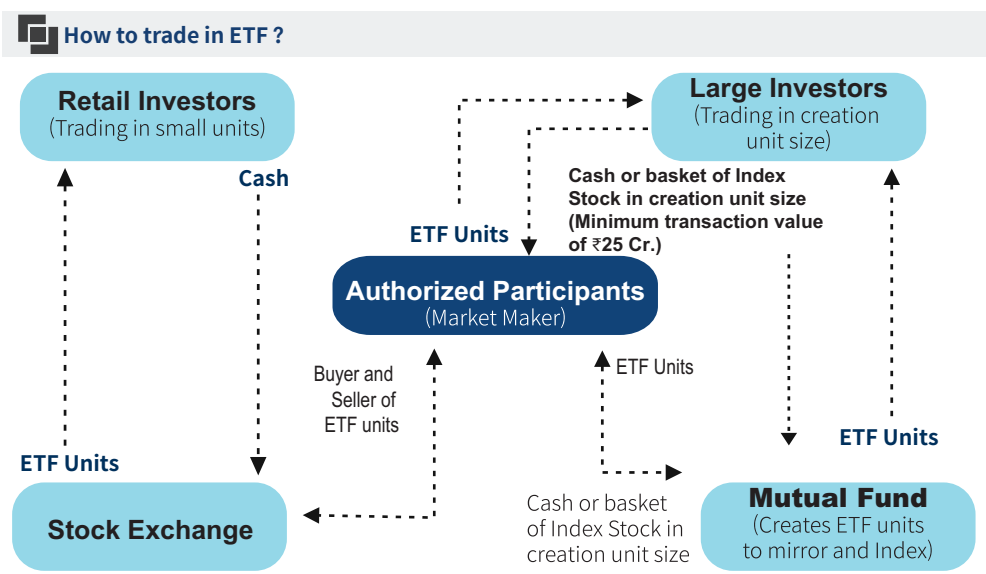 How to trade in ETF ?
Retail Investors
(Trading in small units)
Large Investors
(Trading in creation
unit size)
Cash
Cash or basket of Index
Stock in creation unit size
(Minimum transaction value
of ₹25 Cr.)
ETF Units
Authorized Participants
(Market Maker)
Buyer and
Seller of
ETF units
ETF Units
ETF Units
ETF Units
Stock Exchange
Cash or basket
of Index Stock in
creation unit size
Mutual Fund
(Creates ETF units
to mirror and Index)